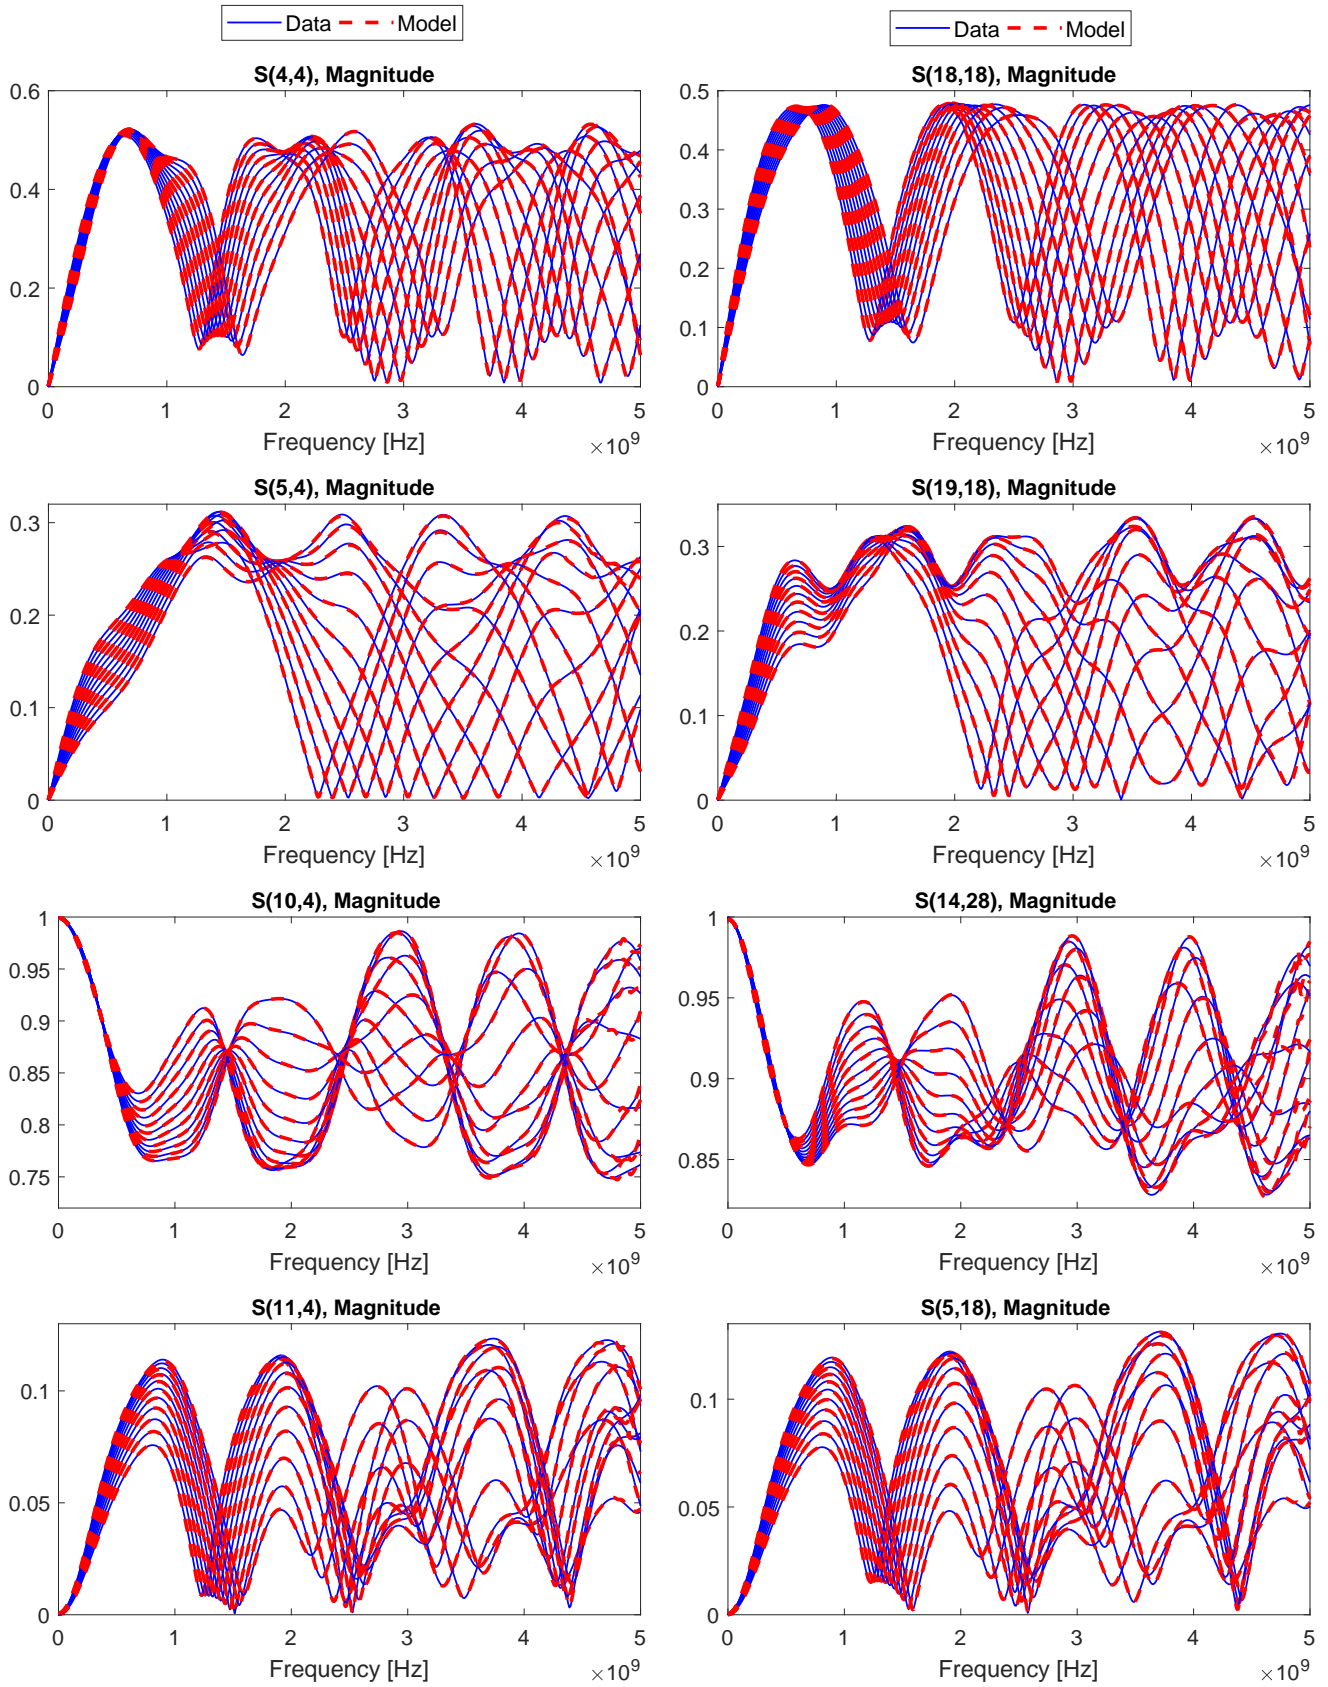 Data Model
Data Model
S(4,4), Magnitude
0.6
0.4
0.2
0
0 1 2 3 4 5
Frequency [Hz]
×10^9
S(18,18), Magnitude
0.5
0.4
0.3
0.2
0.1
0
0 1 2 3 4 5
Frequency [Hz]
×10^9
S(5,4), Magnitude
0.3
0.2
0.1
0
0 1 2 3 4 5
Frequency [Hz]
×10^9
S(19,18), Magnitude
0.3
0.2
0.1
0
0 1 2 3 4 5
Frequency [Hz]
×10^9
S(10,4), Magnitude
1
0.95
0.9
0.85
0.8
0.75
0 1 2 3 4 5
Frequency [Hz]
×10^9
S(14,28), Magnitude
1
0.95
0.9
0.85
0 1 2 3 4 5
Frequency [Hz]
×10^9
S(11,4), Magnitude
0.1
0.05
0
0 1 2 3 4 5
Frequency [Hz]
×10^9
S(5,18), Magnitude
0.1
0.05
0
0 1 2 3 4 5
Frequency [Hz]
×10^9